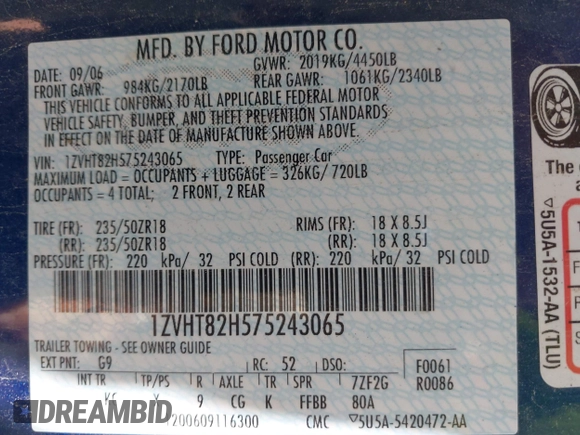 MFD. BY FORD MOTOR CO.
DATE: 09/06
GVWR: 2019KG/4450LB
FRONT GAWR: 984KG/2170LB
REAR GAWR: 1061KG/2340LB
THIS VEHICLE CONFORMS TO ALL APPLICABLE FEDERAL MOTOR
VEHICLE SAFETY, BUMPER, AND THEFT PREVENTION STANDARDS
IN EFFECT ON THE DATE OF MANUFACTURE SHOWN ABOVE.
VIN: 1ZVHT82H575243065 TYPE: Passenger Car
MAXIMUM LOAD = OCCUPANTS + LUGGAGE = 326KG/720LB
OCCUPANTS = 4 TOTAL; 2 FRONT, 2 REAR
TIRE (FR): 235/50ZR18 RIMS (FR): 18 X 8.5J
(RR): 235/50ZR18 (RR): 18 X 8.5J
PRESSURE (FR): 220 kPa/ 32 PSI COLD (RR): 220 kPa/ 32 PSI COLD
1ZVHT82H575243065
TRAILER TOWING - SEE OWNER GUIDE
EXT PNT: G9 RC: 52 DSO:
F0061
R0086
INT TR TP/PS R AXLE TR SPR 7ZF2G
9 CG K FFBB 80A
200609116300 CMC ▽5U5A-5420472-AA
DREAMBID
The
▽5U5A-1532-AA (TLU)